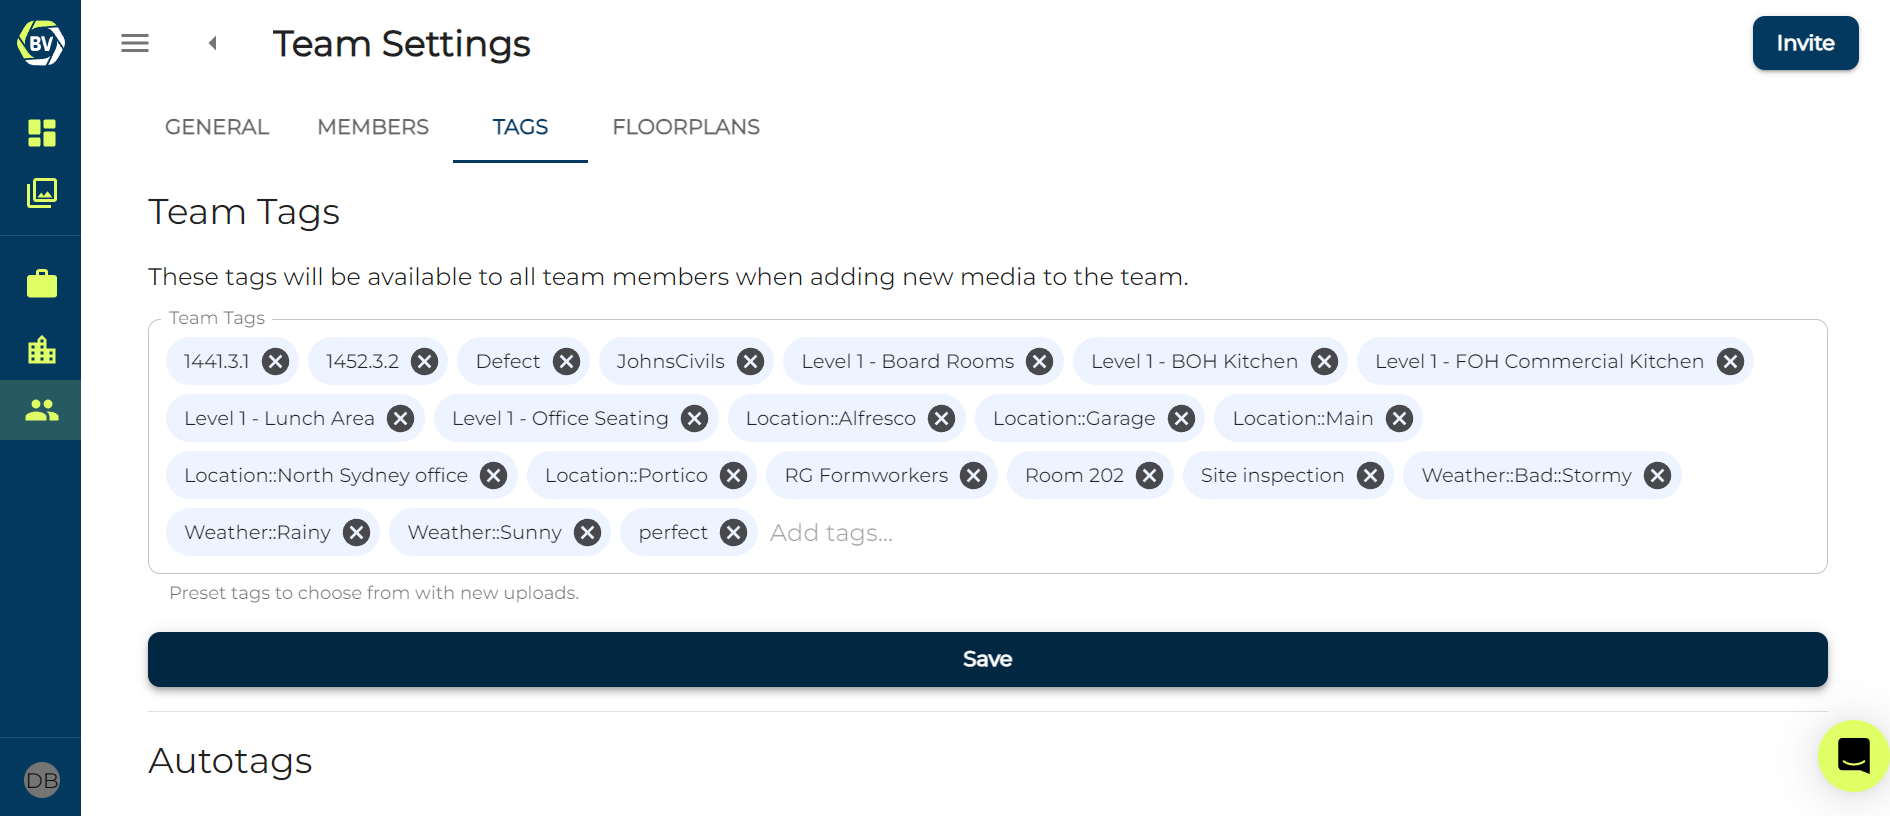 BV
Team Settings
Invite
GENERAL MEMBERS TAGS FLOORPLANS
Team Tags
These tags will be available to all team members when adding new media to the team.
Team Tags
1441.3.1 1452.3.2 Defect JohnsCivils Level 1 - Board Rooms Level 1 - BOH Kitchen Level 1 - FOH Commercial Kitchen
Level 1 - Lunch Area Level 1 - Office Seating Location::Alfresco Location::Garage Location::Main
Location::North Sydney office Location::Portico RG Formworkers Room 202 Site inspection Weather::Bad::Stormy
Weather::Rainy Weather::Sunny perfect Add tags...
Preset tags to choose from with new uploads.
Save
Autotags
DB